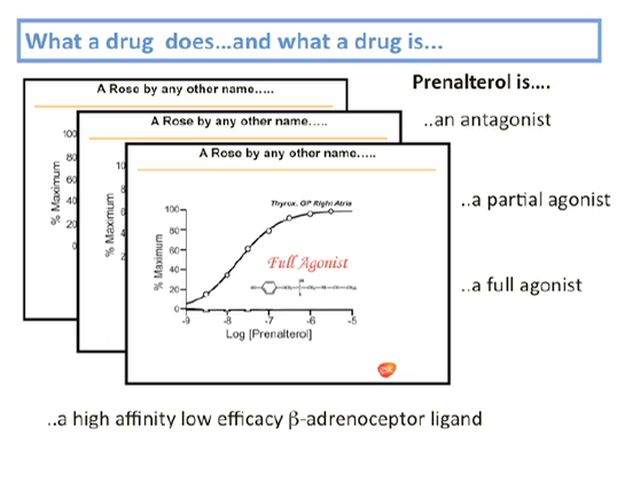 What a drug does...and what a drug is...
Prenalterol is....
..an antagonist
..a partial agonist
..a full agonist
A Rose by any other name.....
100
80
60
40
20
0
% Maximum
A Rose by any other name.....
% Maximum
A Rose by any other name.....
Thyrox. GP Right Atria
100
80
60
40
20
0
% Maximum
Full Agonist
-9 -8 -7 -6 -5
Log [Prenalterol]
gsk
..a high affinity low efficacy β-adrenoceptor ligand